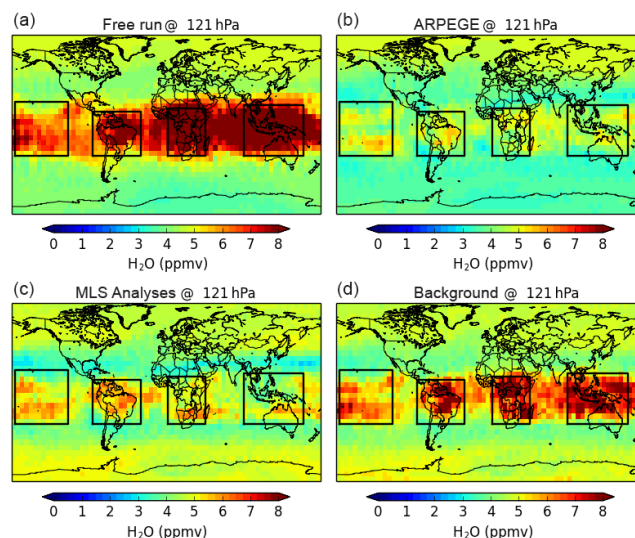 (a) Free run @ 121 hPa
(b) ARPEGE @ 121 hPa
0 1 2 3 4 5 6 7 8
H₂O (ppmv)
0 1 2 3 4 5 6 7 8
H₂O (ppmv)
(c) MLS Analyses @ 121 hPa
(d) Background @ 121 hPa
0 1 2 3 4 5 6 7 8
H₂O (ppmv)
0 1 2 3 4 5 6 7 8
H₂O (ppmv)